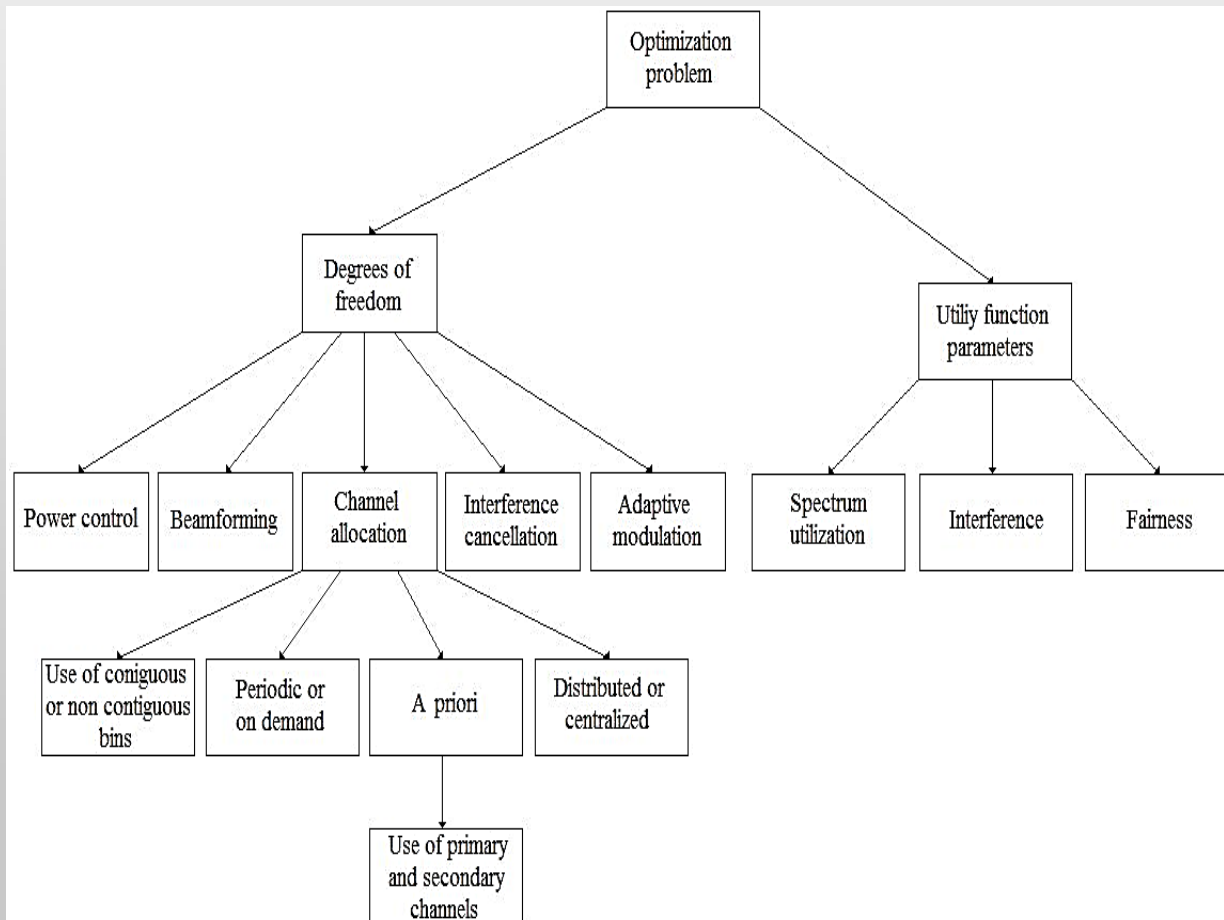 Optimization
problem
Degrees of
freedom
Utiliy function
parameters
Power control
Beamforming
Channel
allocation
Interference
cancellation
Adaptive
modulation
Spectrum
utilization
Interference
Fairness
Use of coniguous
or non contiguous
bins
Periodic or
on demand
A priori
Distributed or
centralized
Use of primary
and secondary
channels